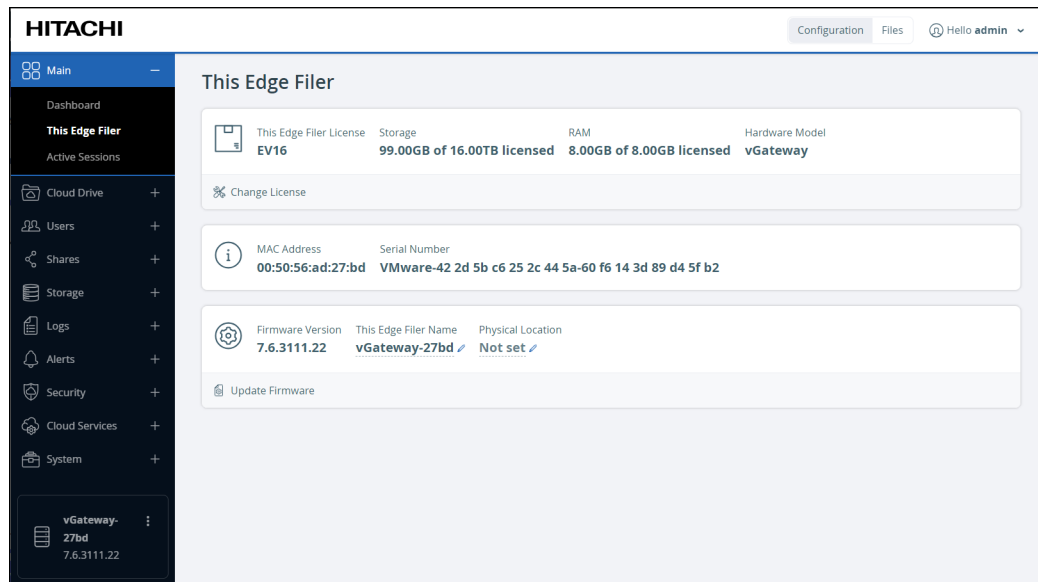 HITACHI
Configuration Files Hello admin
Main
Dashboard
This Edge Filer
Active Sessions
Cloud Drive
Users
Shares
Storage
Logs
Alerts
Security
Cloud Services
System
vGateway-
27bd
7.6.3111.22
This Edge Filer
This Edge Filer License Storage RAM Hardware Model
EV16 99.00GB of 16.00TB licensed 8.00GB of 8.00GB licensed vGateway
Change License
MAC Address Serial Number
00:50:56:ad:27:bd VMware-42 2d 5b c6 25 2c 44 5a-60 f6 14 3d 89 d4 5f b2
Firmware Version This Edge Filer Name Physical Location
7.6.3111.22 vGateway-27bd Not set
Update Firmware